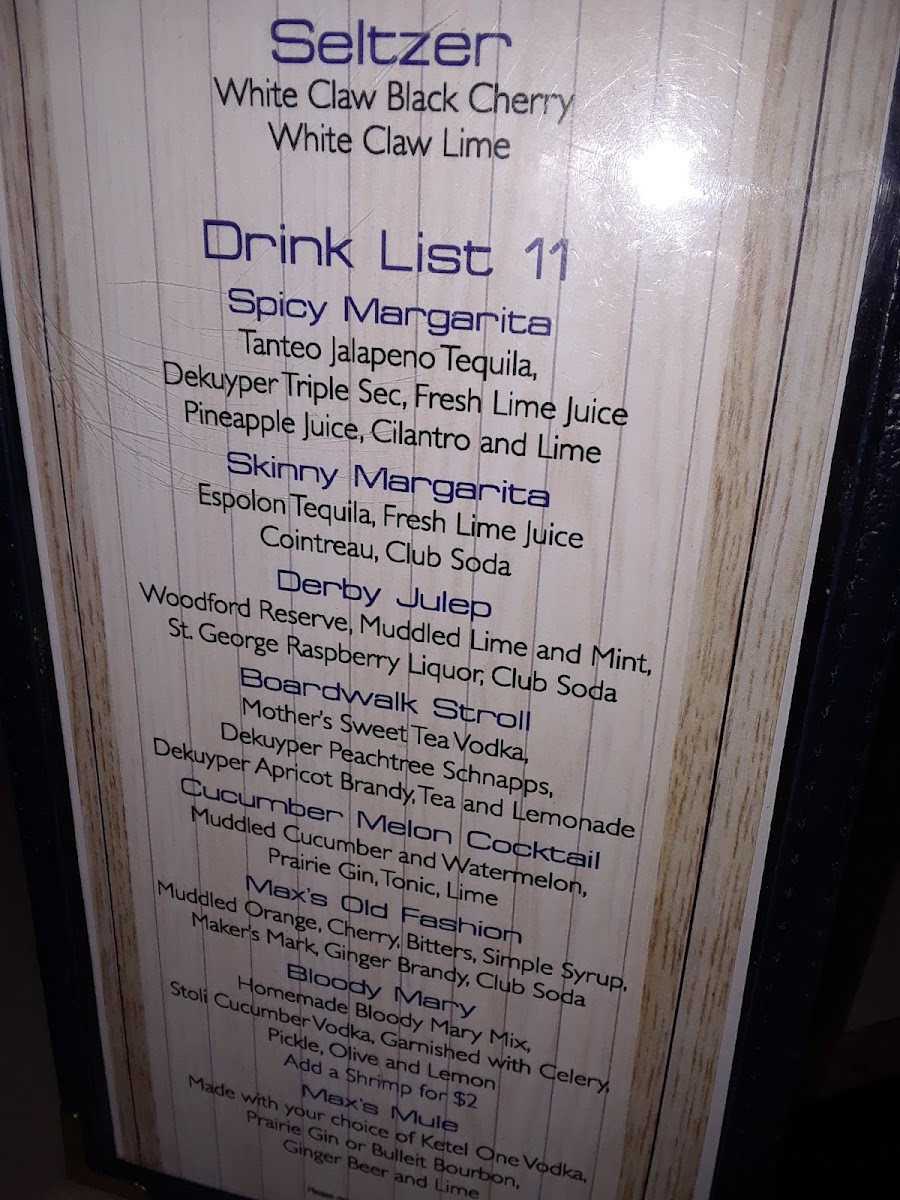 Seltzer
White Claw Black Cherry
White Claw Lime
Drink List 11
Spicy Margarita
Tanteo Jalapeno Tequila,
Dekuyper Triple Sec, Fresh Lime Juice
Pineapple Juice, Cilantro and Lime
Skinny Margarita
Espolon Tequila, Fresh Lime Juice
Cointreau, Club Soda
Derby Julep
Woodford Reserve, Muddled Lime and Mint,
St. George Raspberry Liquor, Club Soda
Boardwalk Stroll
Mother's Sweet Tea Vodka,
Dekuyper Peachtree Schnapps,
Dekuyper Apricot Brandy, Tea and Lemonade
Cucumber Melon Cocktail
Muddled Cucumber and Watermelon,
Prairie Gin, Tonic, Lime
Max's Old Fashion
Muddled Orange, Cherry, Bitters, Simple Syrup,
Maker's Mark, Ginger Brandy, Club Soda
Bloody Mary
Homemade Bloody Mary Mix,
Stoli Cucumber Vodka, Garnished with Celery,
Pickle, Olive and Lemon
Add a Shrimp for $2
Max's Mule
Made with your choice of Ketel One Vodka,
Prairie Gin or Bulleit Bourbon,
Ginger Beer and Lime